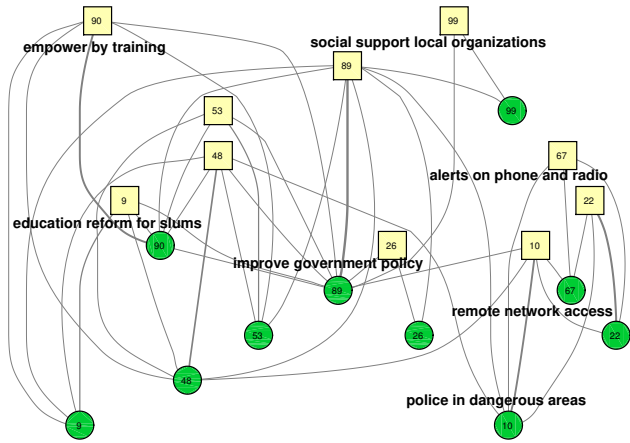 90
99
empower by training
social support local organizations
89
53
99
48
67
alerts on phone and radio
9
22
education reform for slums
90
26
10
improve government policy
89
67
remote network access
53
26
22
48
police in dangerous areas
9
10